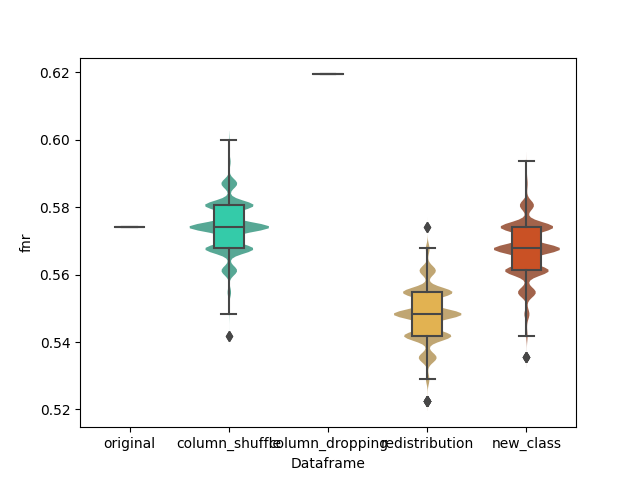 0.62
0.60
0.58
0.56
0.54
0.52
fnr
original column_shuffle column_dropping redistribution new_class
Dataframe